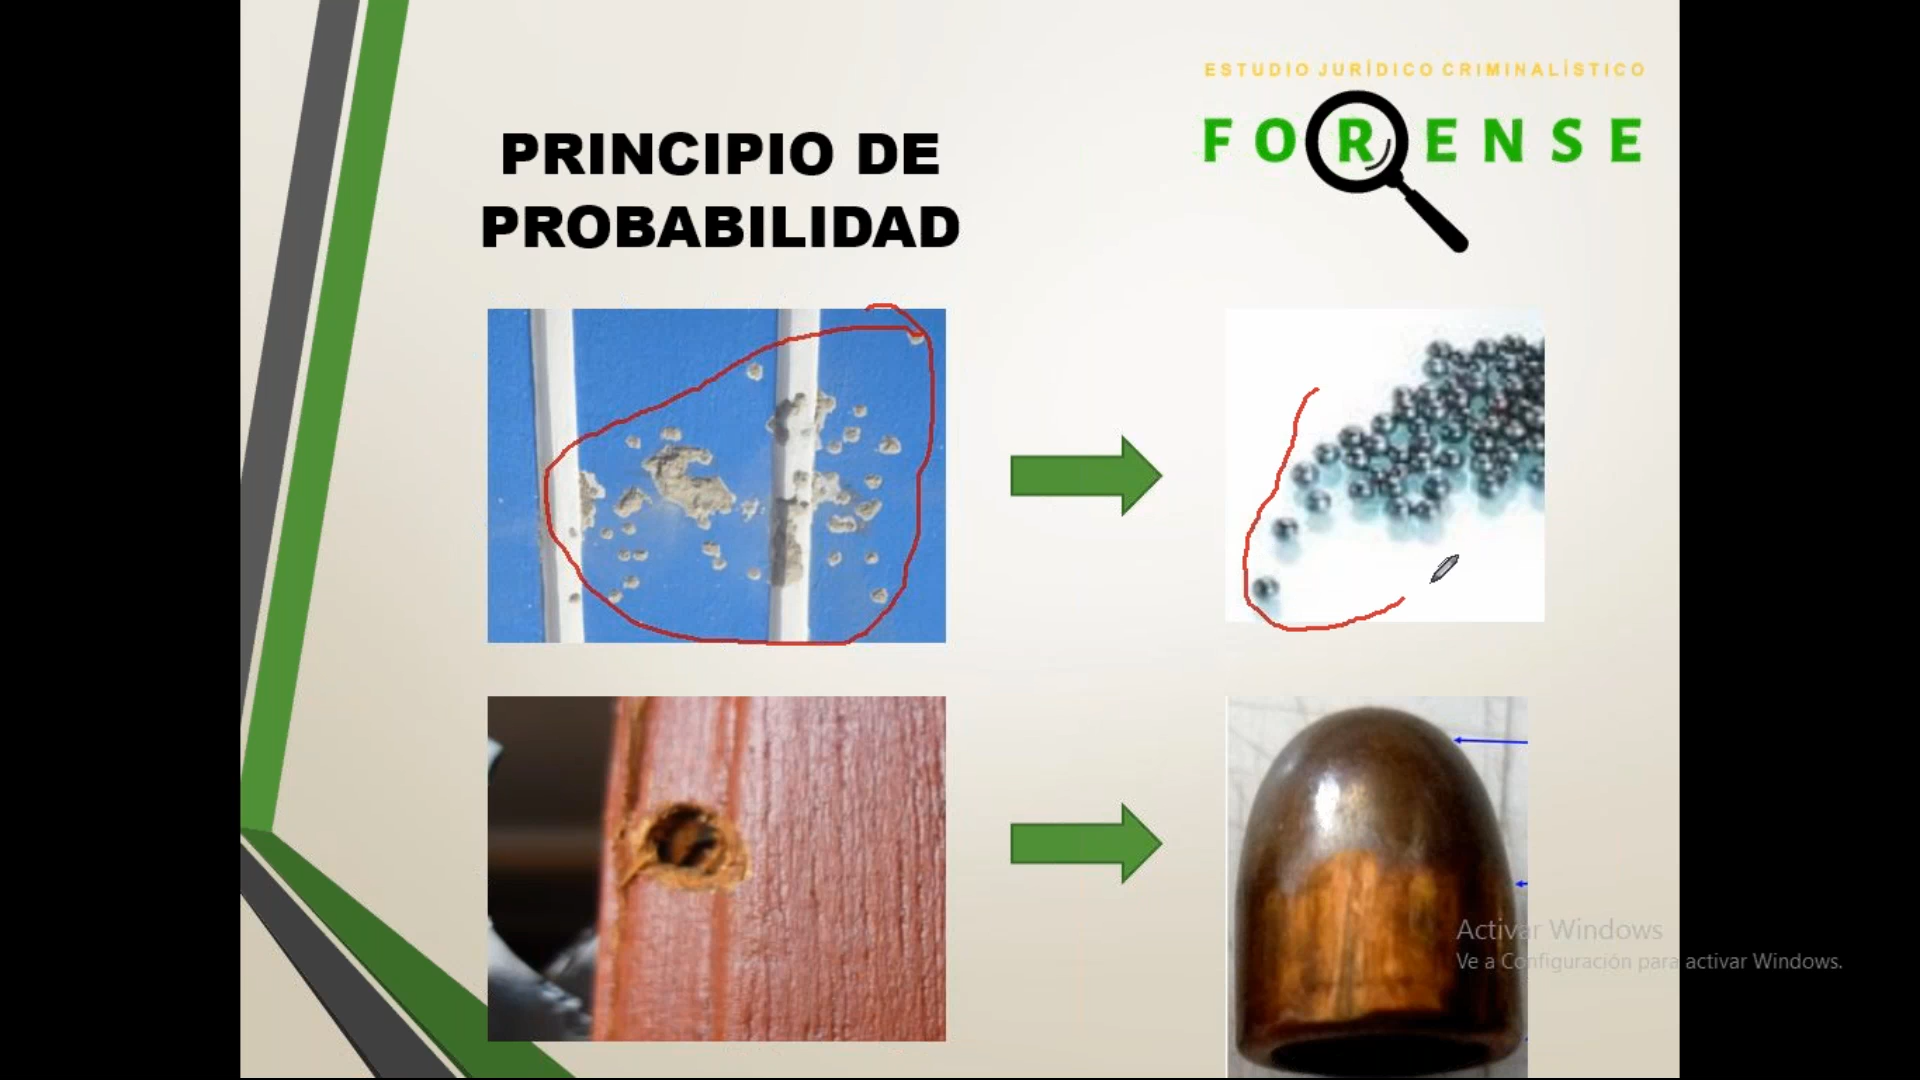 ESTUDIO JURÍDICO CRIMINALÍSTICO
FORENSE
PRINCIPIO DE
PROBABILIDAD
Activar Windows
Ve a Configuración para activar Windows.